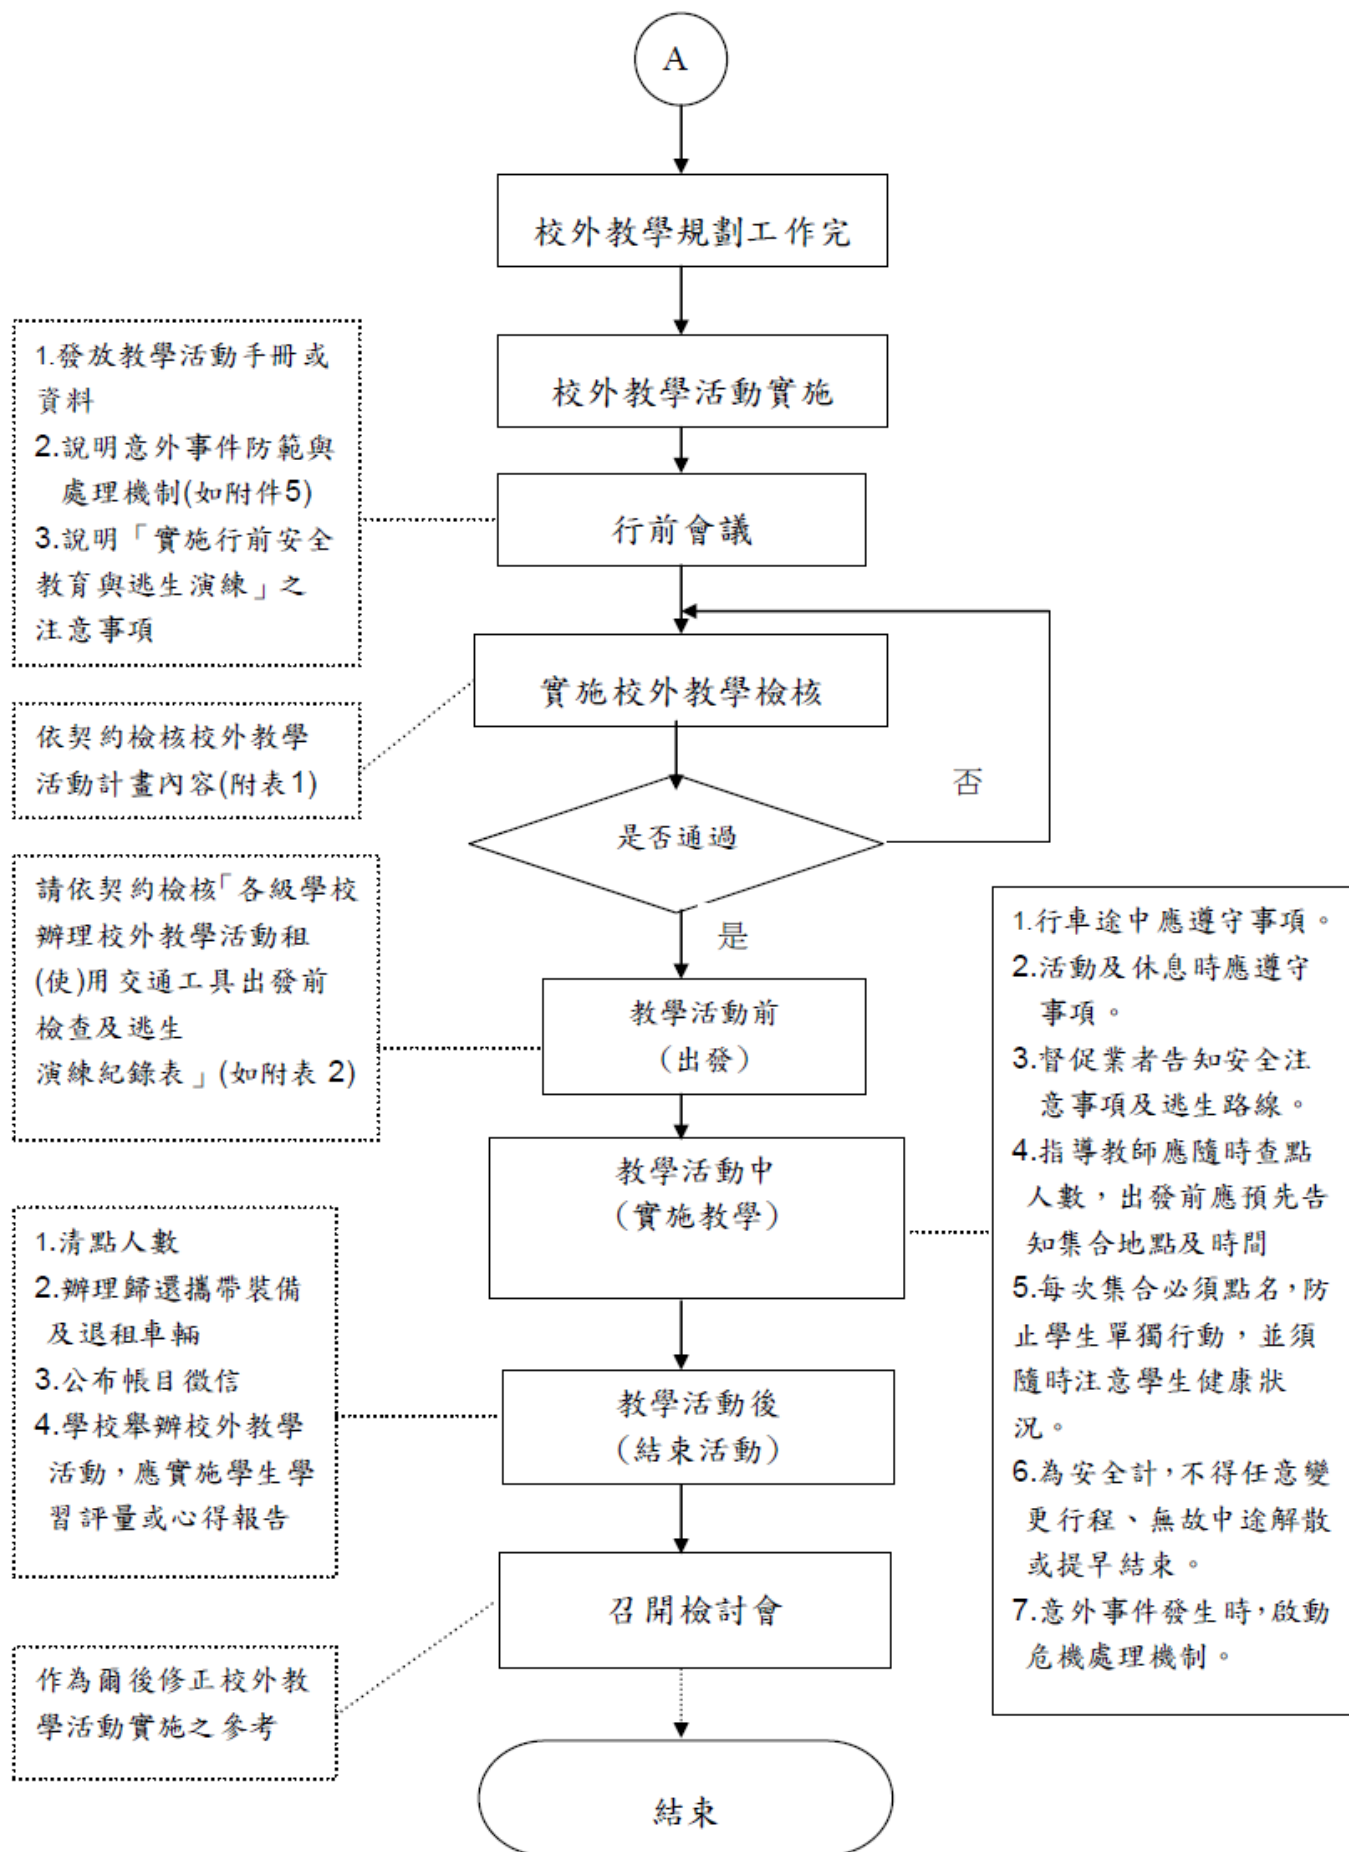 A
校外教學規劃工作完
校外教學活動實施
1.發放教學活動手冊或
資料
2.說明意外事件防範與
處理機制(如附件5)
3.說明「實施行前安全
教育與逃生演練」之
注意事項
行前會議
實施校外教學檢核
依契約檢核校外教學
活動計畫內容(附表1)
否
是否通過
是
請依契約檢核「各級學校
辦理校外教學活動租
(使)用交通工具出發前
檢查及逃生
演練紀錄表」(如附表 2)
教學活動前
(出發)
教學活動中
(實施教學)
1.行車途中應遵守事項。
2.活動及休息時應遵守
事項。
3.督促業者告知安全注
意事項及逃生路線。
4.指導教師應隨時查點
人數，出發前應預先告
知集合地點及時間
5.每次集合必須點名，防
止學生單獨行動，並須
隨時注意學生健康狀
況。
6.為安全計，不得任意變
更行程、無故中途解散
或提早結束。
7.意外事件發生時，啟動
危機處理機制。
1.清點人數
2.辦理歸還攜帶裝備
及退租車輛
3.公布帳目徵信
4.學校舉辦校外教學
活動，應實施學生學
習評量或心得報告
教學活動後
(結束活動)
召開檢討會
作為爾後修正校外教
學活動實施之參考
結束